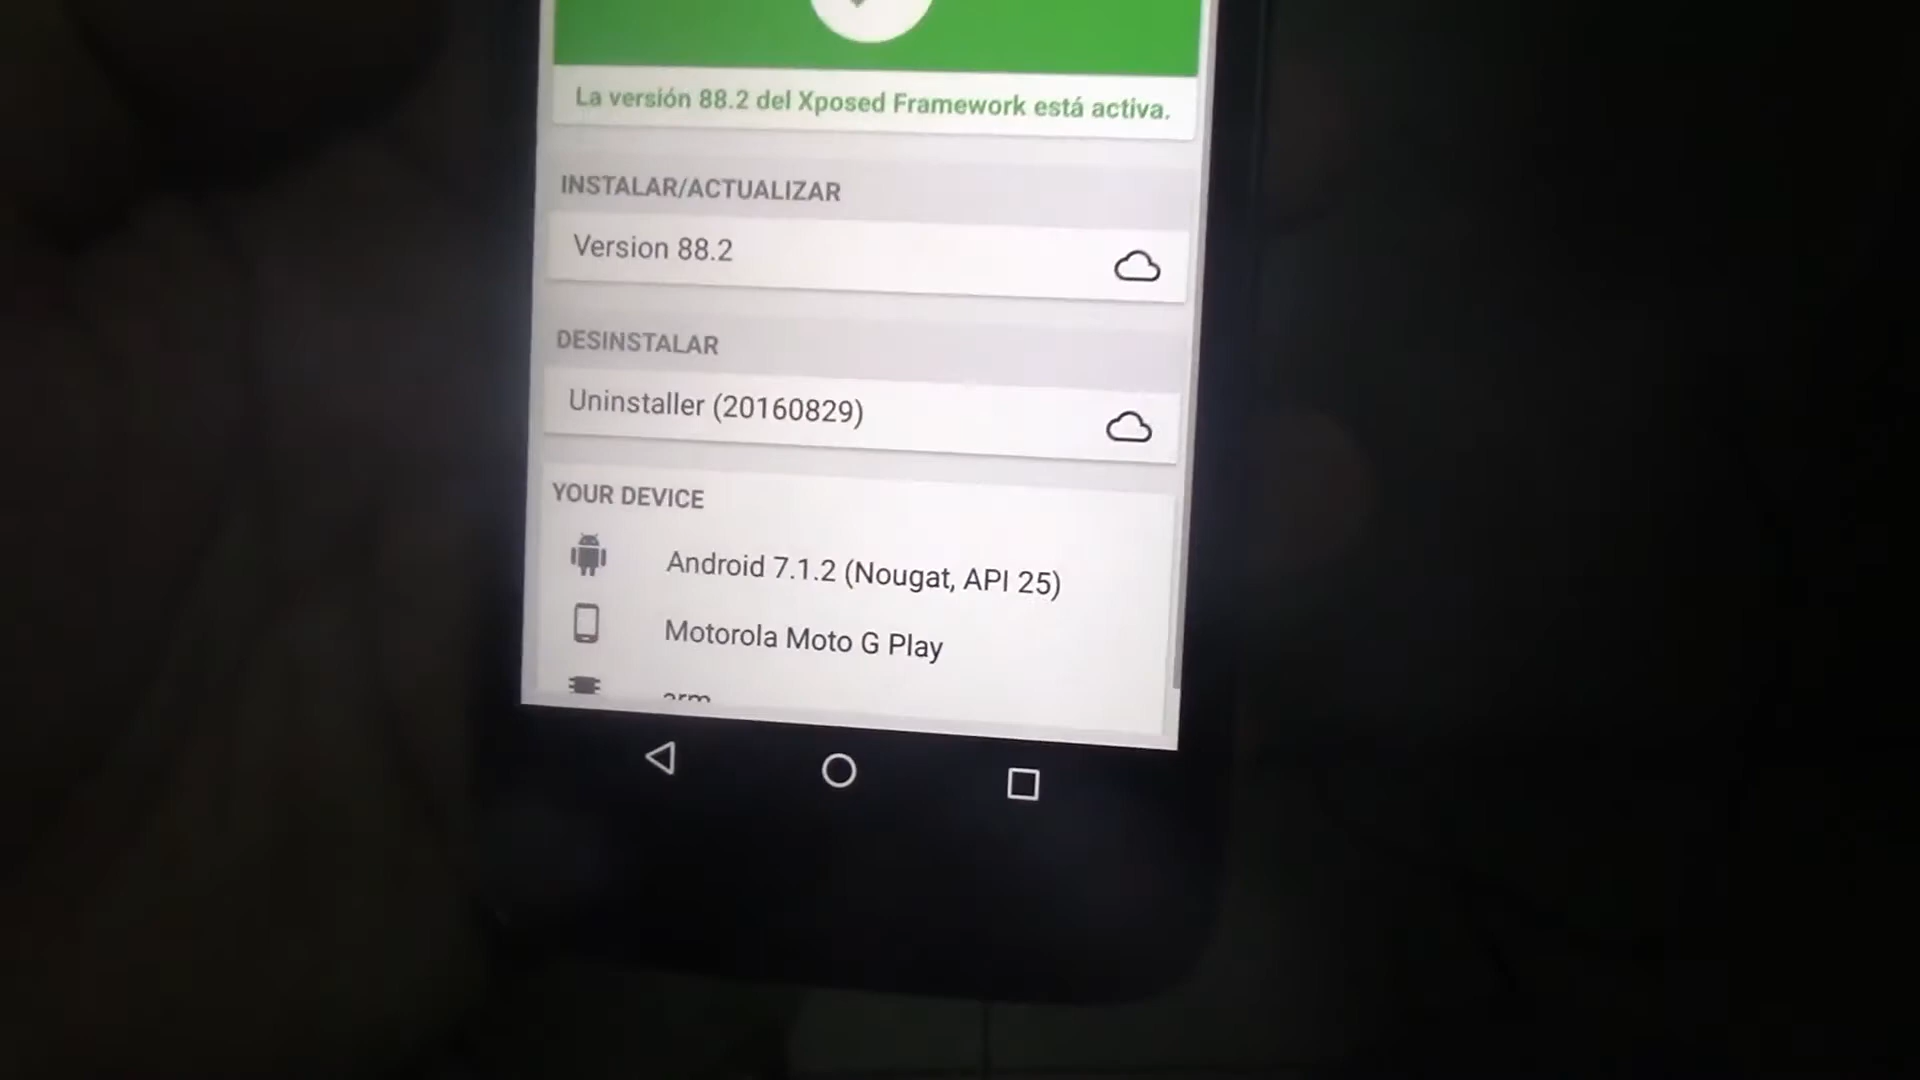 La versión 88.2 del Xposed Framework está activa.
INSTALAR/ACTUALIZAR
Version 88.2
DESINSTALAR
Uninstaller (20160829)
YOUR DEVICE
Android 7.1.2 (Nougat, API 25)
Motorola Moto G Play
arm